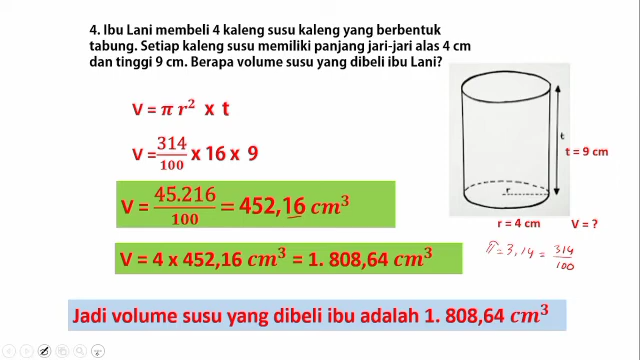 4. Ibu Lani membeli 4 kaleng susu kaleng yang berbentuk
tabung. Setiap kaleng susu memiliki panjang jari-jari alas 4 cm
dan tinggi 9 cm. Berapa volume susu yang dibeli ibu Lani?
V = π r² x t
V = 314/100 x 16 x 9
V = 45.216/100 = 452,16 cm³
V = 4 x 452,16 cm³ = 1. 808,64 cm³
Jadi volume susu yang dibeli ibu adalah 1. 808,64 cm³
t
t = 9 cm
r
r = 4 cm V = ?
π = 3,14 = 314/100